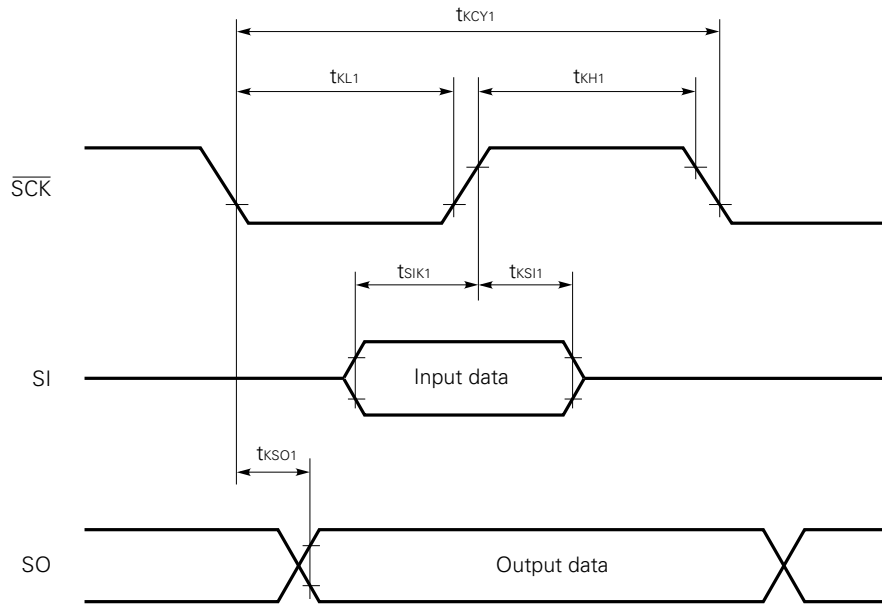 tKCY1
tKL1
tKH1
SCK
tSIK1
tKSI1
SI
Input data
tKSO1
SO
Output data